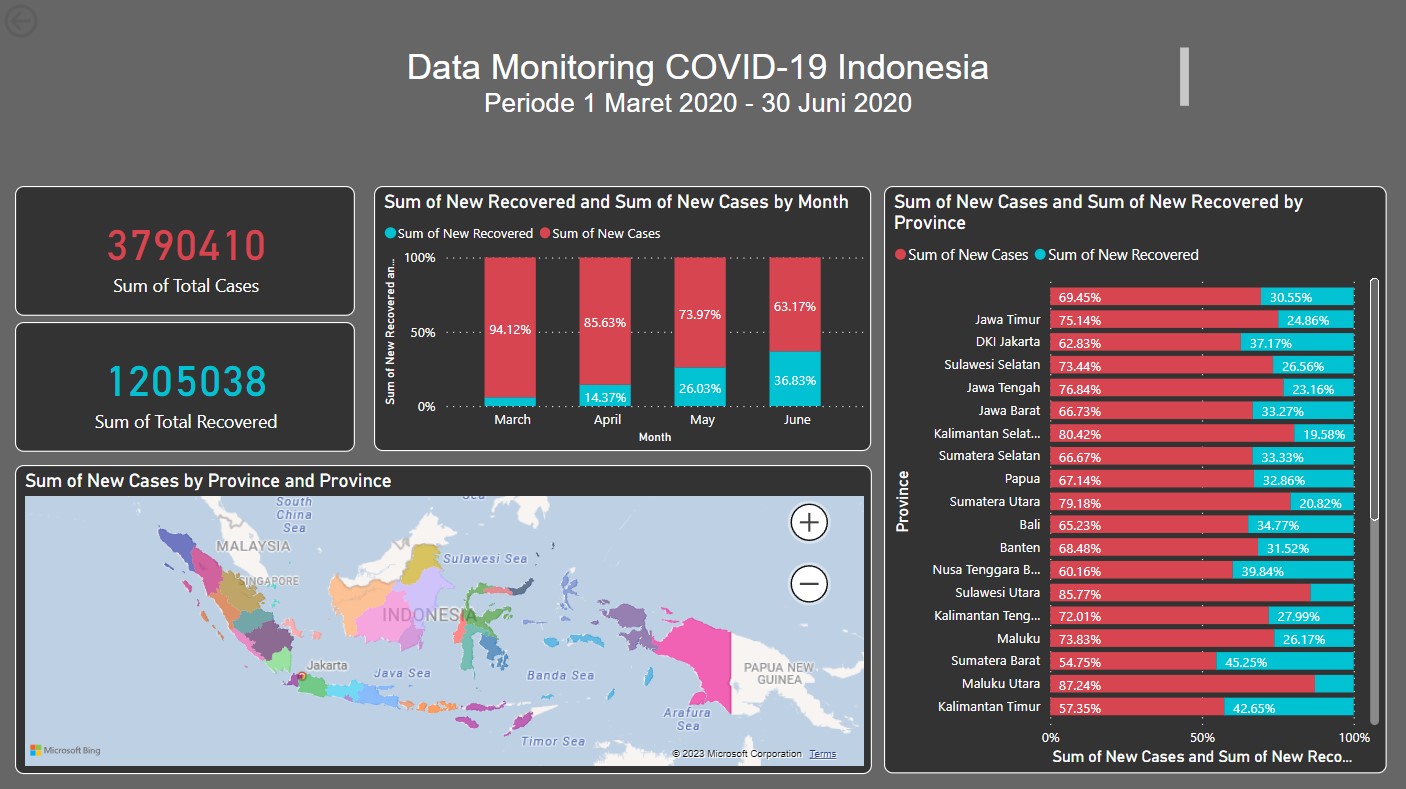 Data Monitoring COVID-19 Indonesia
Periode 1 Maret 2020 - 30 Juni 2020
3790410
Sum of Total Cases
1205038
Sum of Total Recovered
Sum of New Recovered and Sum of New Cases by Month
Sum of New Recovered Sum of New Cases
Sum of New Recovered an...
100%
50%
0%
94.12%
85.63%
14.37%
73.97%
26.03%
63.17%
36.83%
March April May June
Month
Sum of New Cases by Province and Province
South
China
Sea
MALAYSIA
SINGAPORE
Sulawesi Sea
INDONESIA
Jakarta
Java Sea
Banda Sea
PAPUA NEW
GUINEA
Arafura
Sea
Timor Sea
Microsoft Bing
© 2023 Microsoft Corporation Terms
Sum of New Cases and Sum of New Recovered by
Province
Sum of New Cases Sum of New Recovered
Province
69.45% 30.55%
Jawa Timur 75.14% 24.86%
DKI Jakarta 62.83% 37.17%
Sulawesi Selatan 73.44% 26.56%
Jawa Tengah 76.84% 23.16%
Jawa Barat 66.73% 33.27%
Kalimantan Selat... 80.42% 19.58%
Sumatera Selatan 66.67% 33.33%
Papua 67.14% 32.86%
Sumatera Utara 79.18% 20.82%
Bali 65.23% 34.77%
Banten 68.48% 31.52%
Nusa Tenggara B... 60.16% 39.84%
Sulawesi Utara 85.77%
Kalimantan Teng... 72.01% 27.99%
Maluku 73.83% 26.17%
Sumatera Barat 54.75% 45.25%
Maluku Utara 87.24%
Kalimantan Timur 57.35% 42.65%
0% 50% 100%
Sum of New Cases and Sum of New Reco...